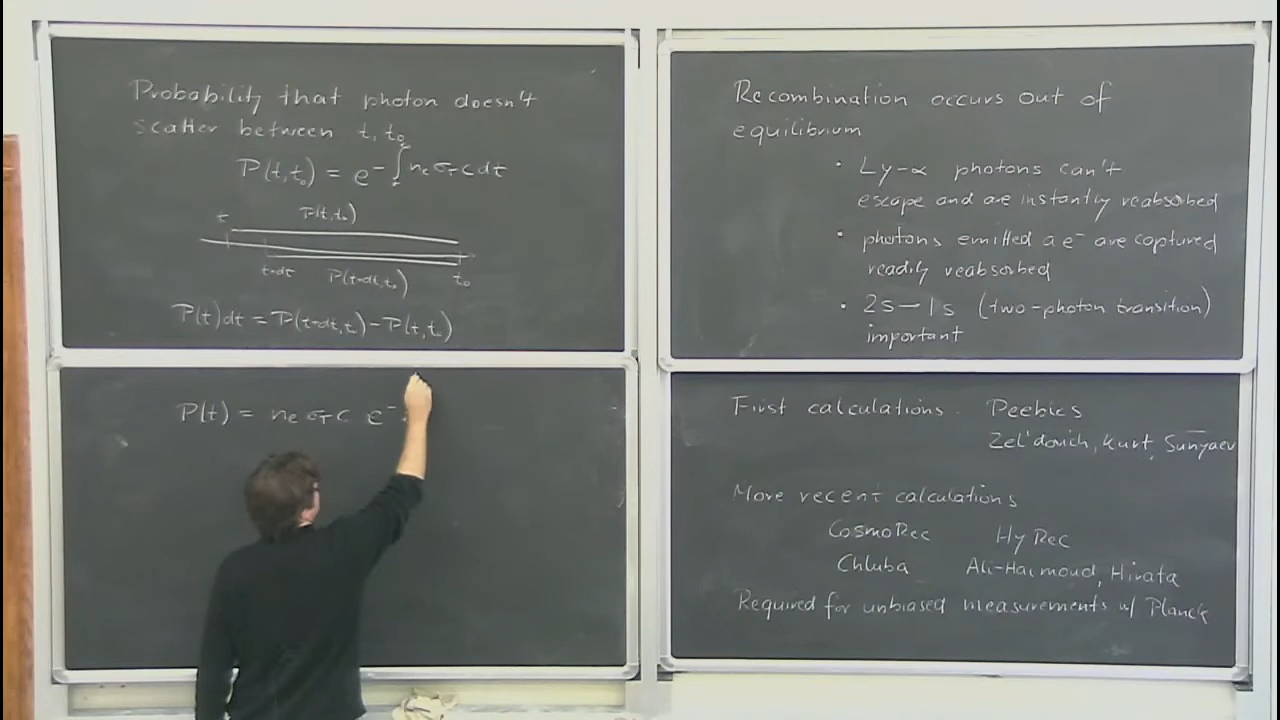 Probability that photon doesn't
scatter between t, t₀
P(t,t₀) = e^-∫ nₑ σ_T c dt
t P(t,t₀)
t+dt P(t+dt,t₀) t₀
P(t)dt = P(t+dt,t₀) - P(t,t₀)
P(t) = nₑ σ_T c e^-
Recombination occurs out of
equilibrium
• Ly-α photons can't
escape and are instantly reabsorbed
• photons emitted a e⁻ are captured
readily reabsorbed
• 2s-1s (two-photon transition)
important
First calculations. Peebles
Zel'dovich, Kurt, Sunyaev
More recent calculations
CosmoRec HyRec
Chluba Ali-Haimoud, Hirata
Required for unbiased measurements w/ Planck